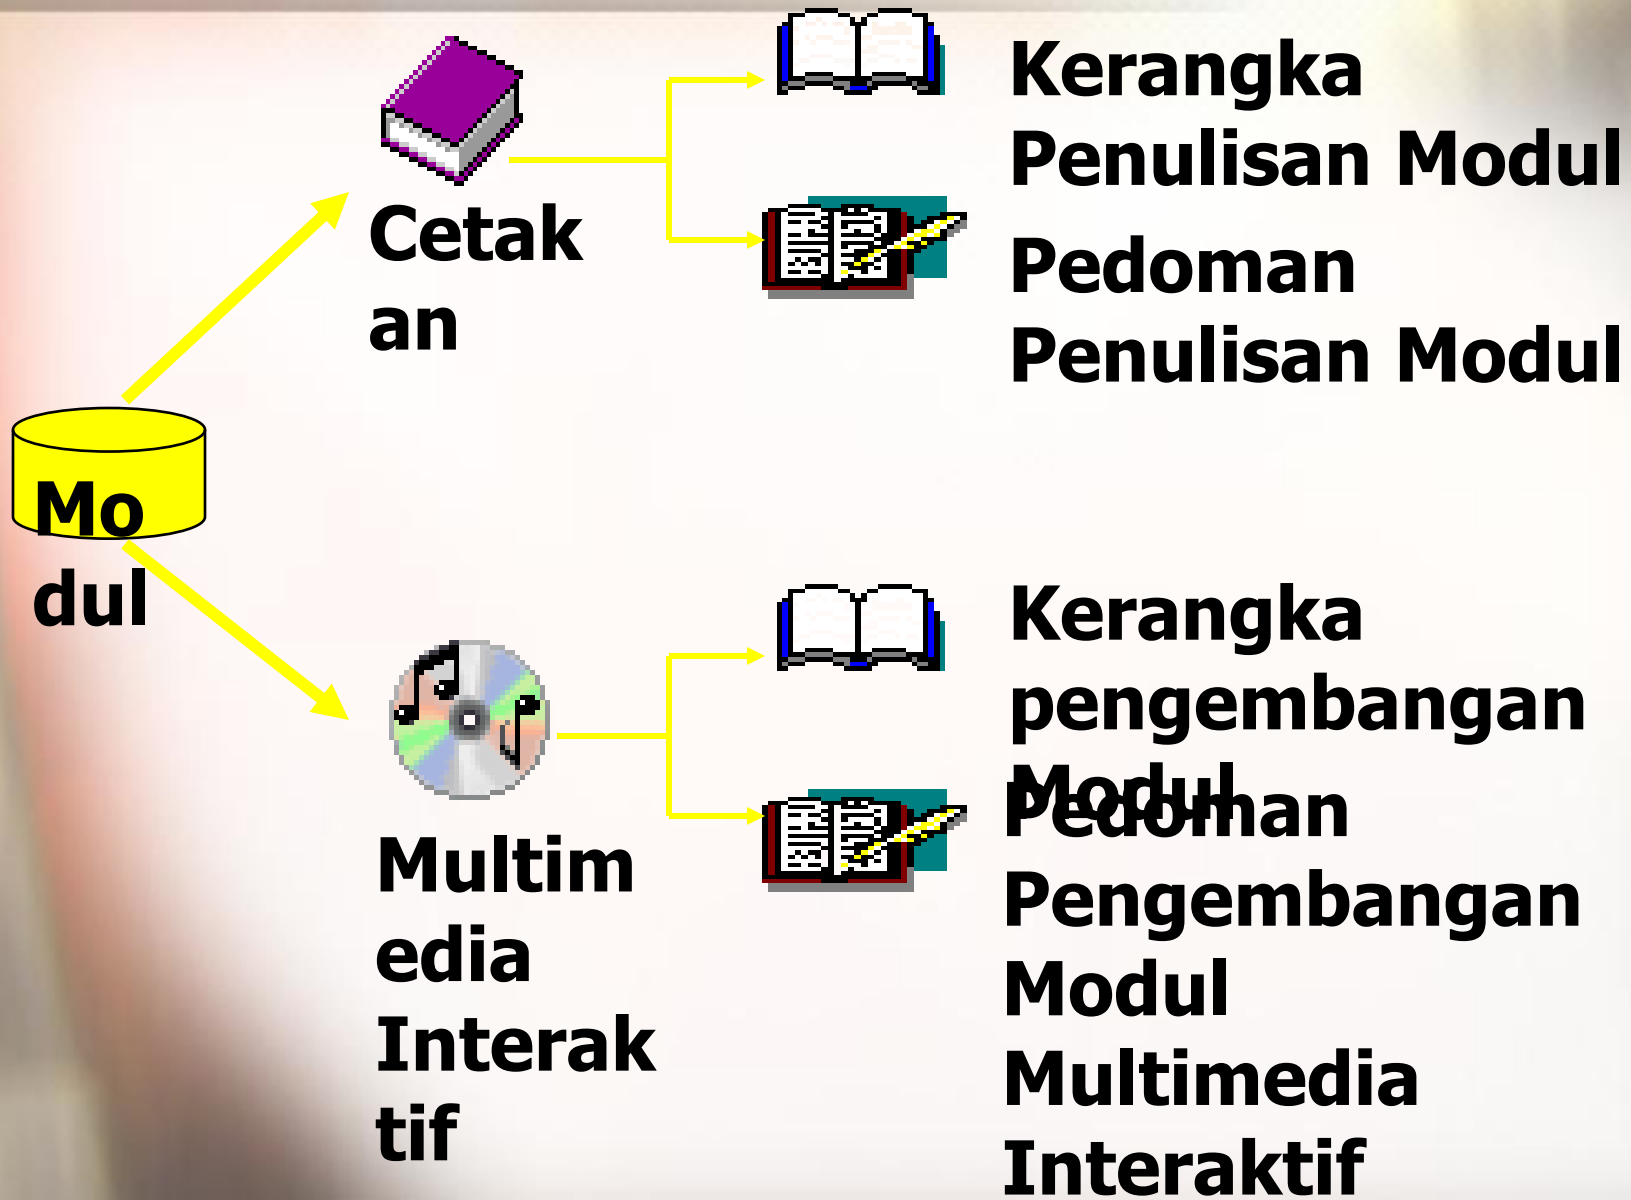 Kerangka
Penulisan Modul
Cetak
an
Pedoman
Penulisan Modul
Mo
dul
Kerangka
pengembangan
Modul
Multim
edia
Interak
tif
Pedoman
Pengembangan
Modul
Multimedia
Interaktif